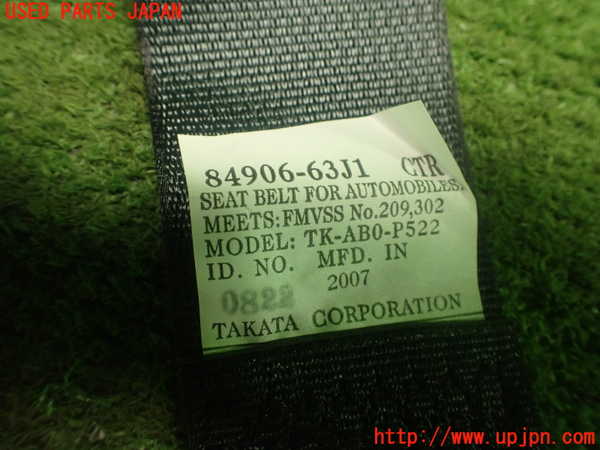 USED PARTS JAPAN
84906-63J1 CTR
SEAT BELT FOR AUTOMOBILES.
MEETS:FMVSS No.209,302
MODEL: TK-AB0-P522
ID. NO. MFD. IN
0822 2007
TAKATA CORPORATION
http://www.upjpn.com